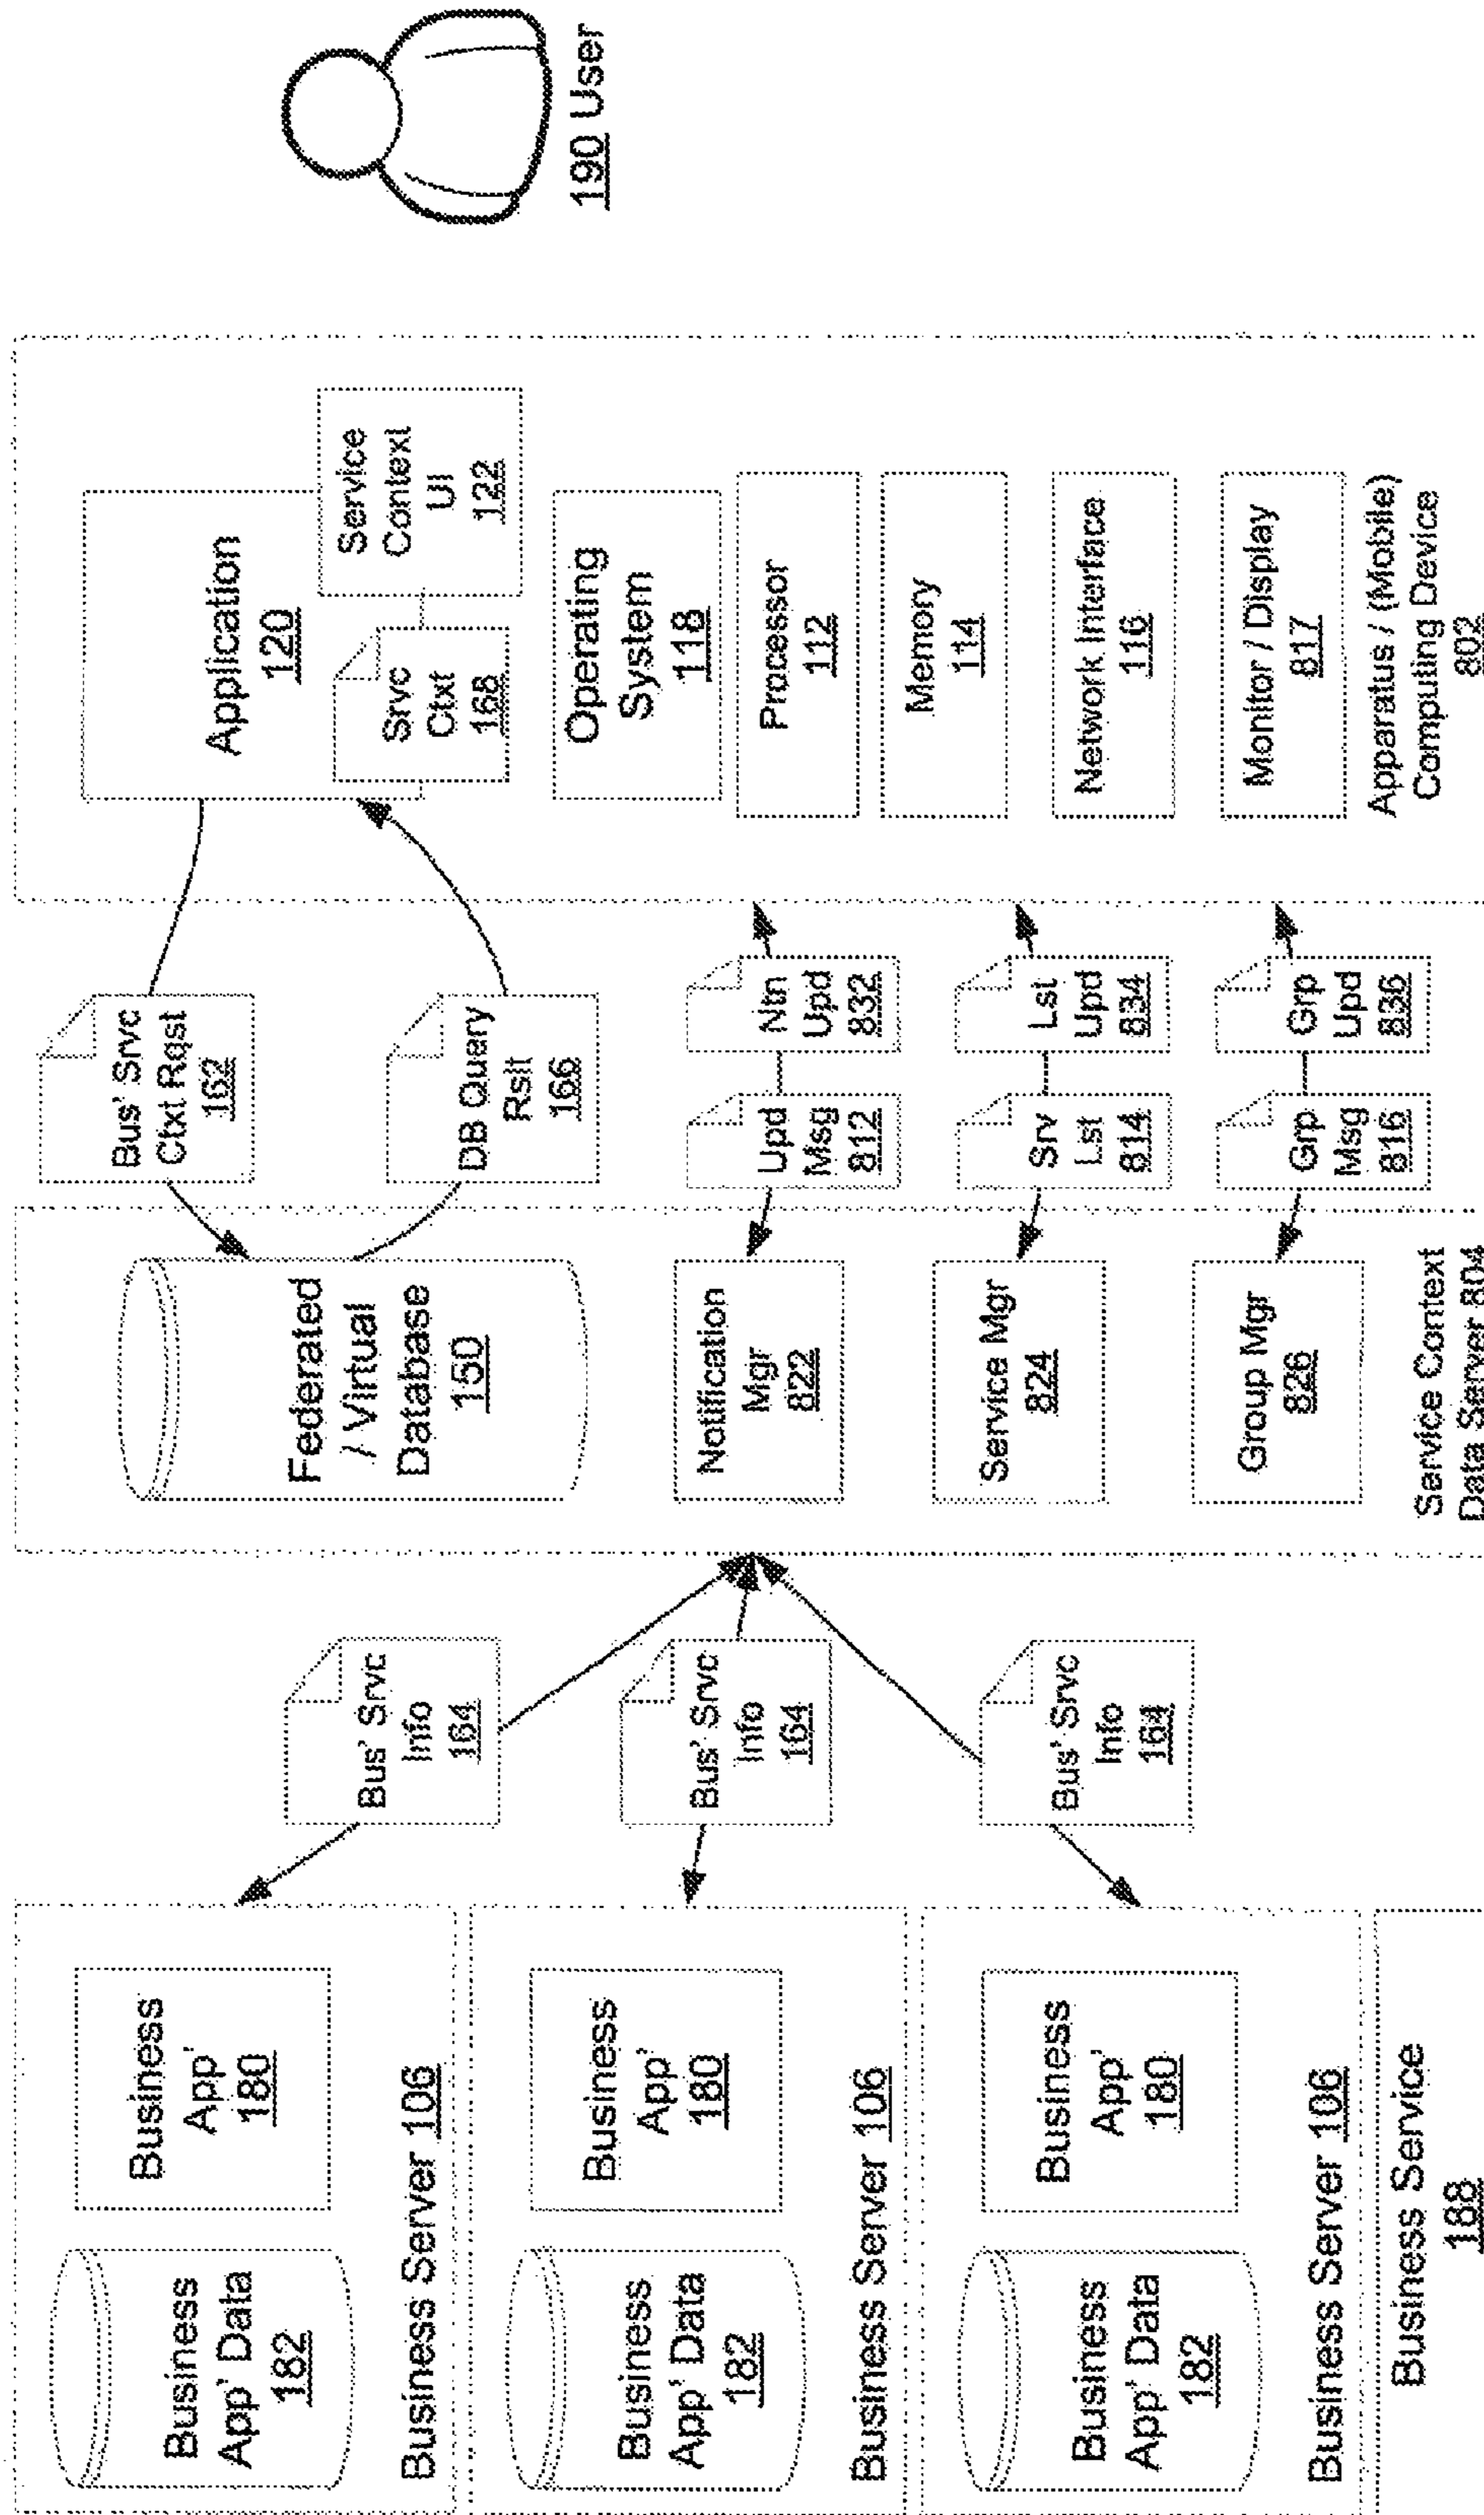 Business
App' Data
182
Business
App'
180
Business Server 106
Business
App' Data
182
Business
App'
180
Business Server 106
Business
App' Data
182
Business
App'
180
Business Server 106
Business Service
188
Bus' Srvc
Info
164
Bus' Srvc
Info
164
Bus' Srvc
Info
164
Federated
/ Virtual
Database
150
Notification
Mgr
822
Service Mgr
824
Group Mgr
826
Service Context
Data Server 804
Bus' Srvc
Ctxt Rqst
162
DB Query
Rslt
166
Upd
Msg
812
Ntn
Upd
832
Srv
Lst
814
Lst
Upd
834
Grp
Msg
816
Grp
Upd
836
Application
120
Srvc
Ctxt
168
Service
Context
UI
122
Operating
System
118
Processor
112
Memory
114
Network Interface
116
Monitor / Display
817
Apparatus / (Mobile)
Computing Device
802
190 User